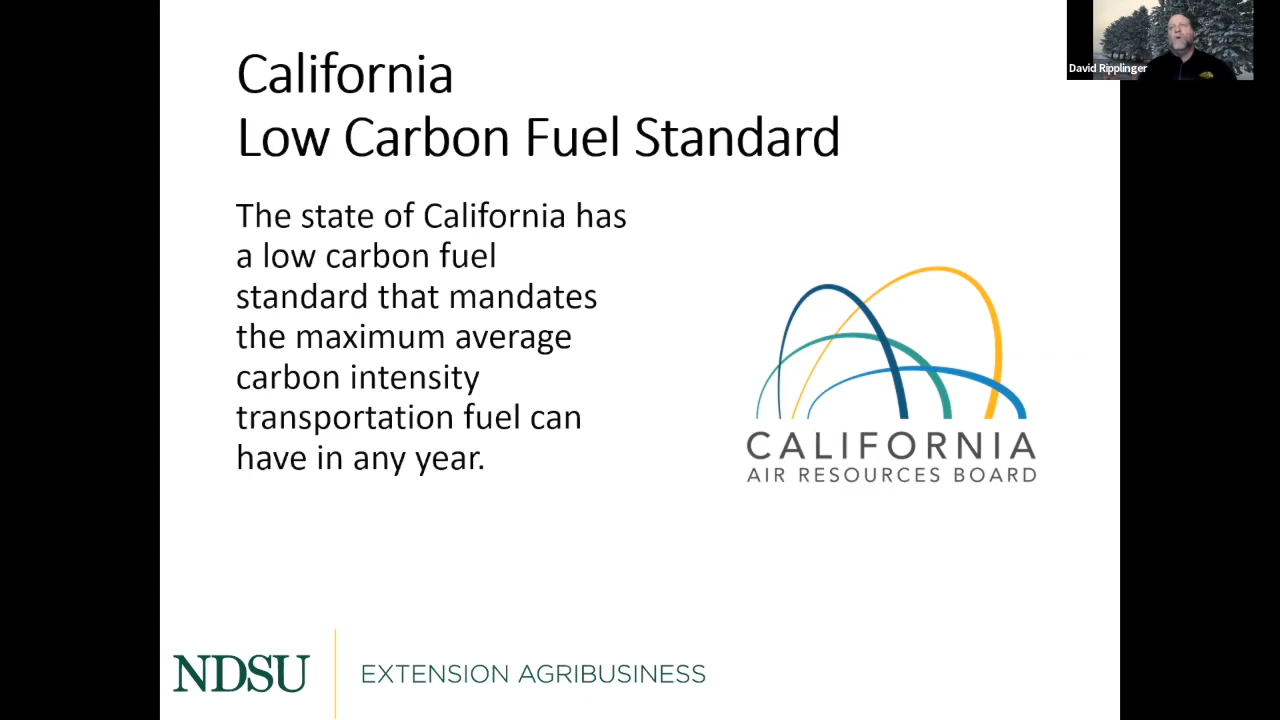 California
Low Carbon Fuel Standard
The state of California has
a low carbon fuel
standard that mandates
the maximum average
carbon intensity
transportation fuel can
have in any year.
CALIFORNIA
AIR RESOURCES BOARD
NDSU
EXTENSION AGRIBUSINESS
David Ripplinger